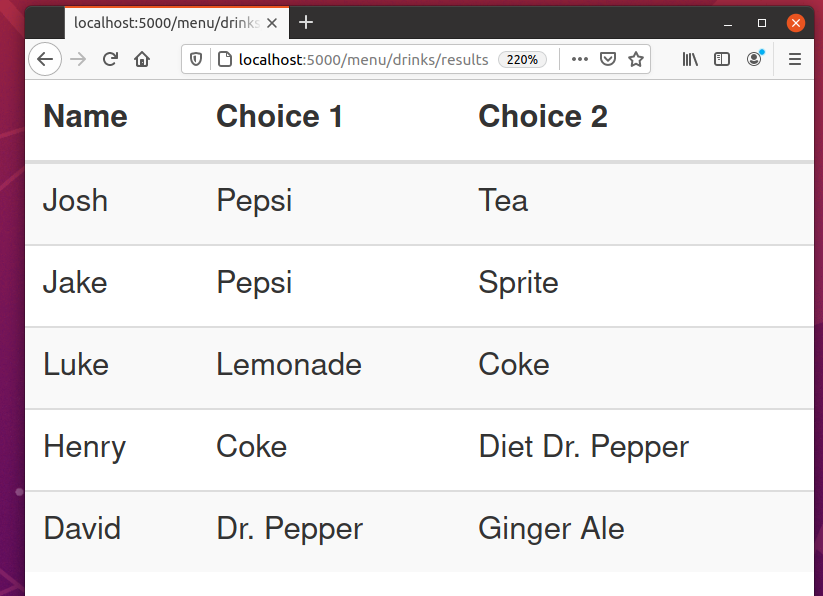 localhost:5000/menu/drinks
localhost:5000/menu/drinks/results 220%
Name Choice 1 Choice 2
Josh Pepsi Tea
Jake Pepsi Sprite
Luke Lemonade Coke
Henry Coke Diet Dr. Pepper
David Dr. Pepper Ginger Ale